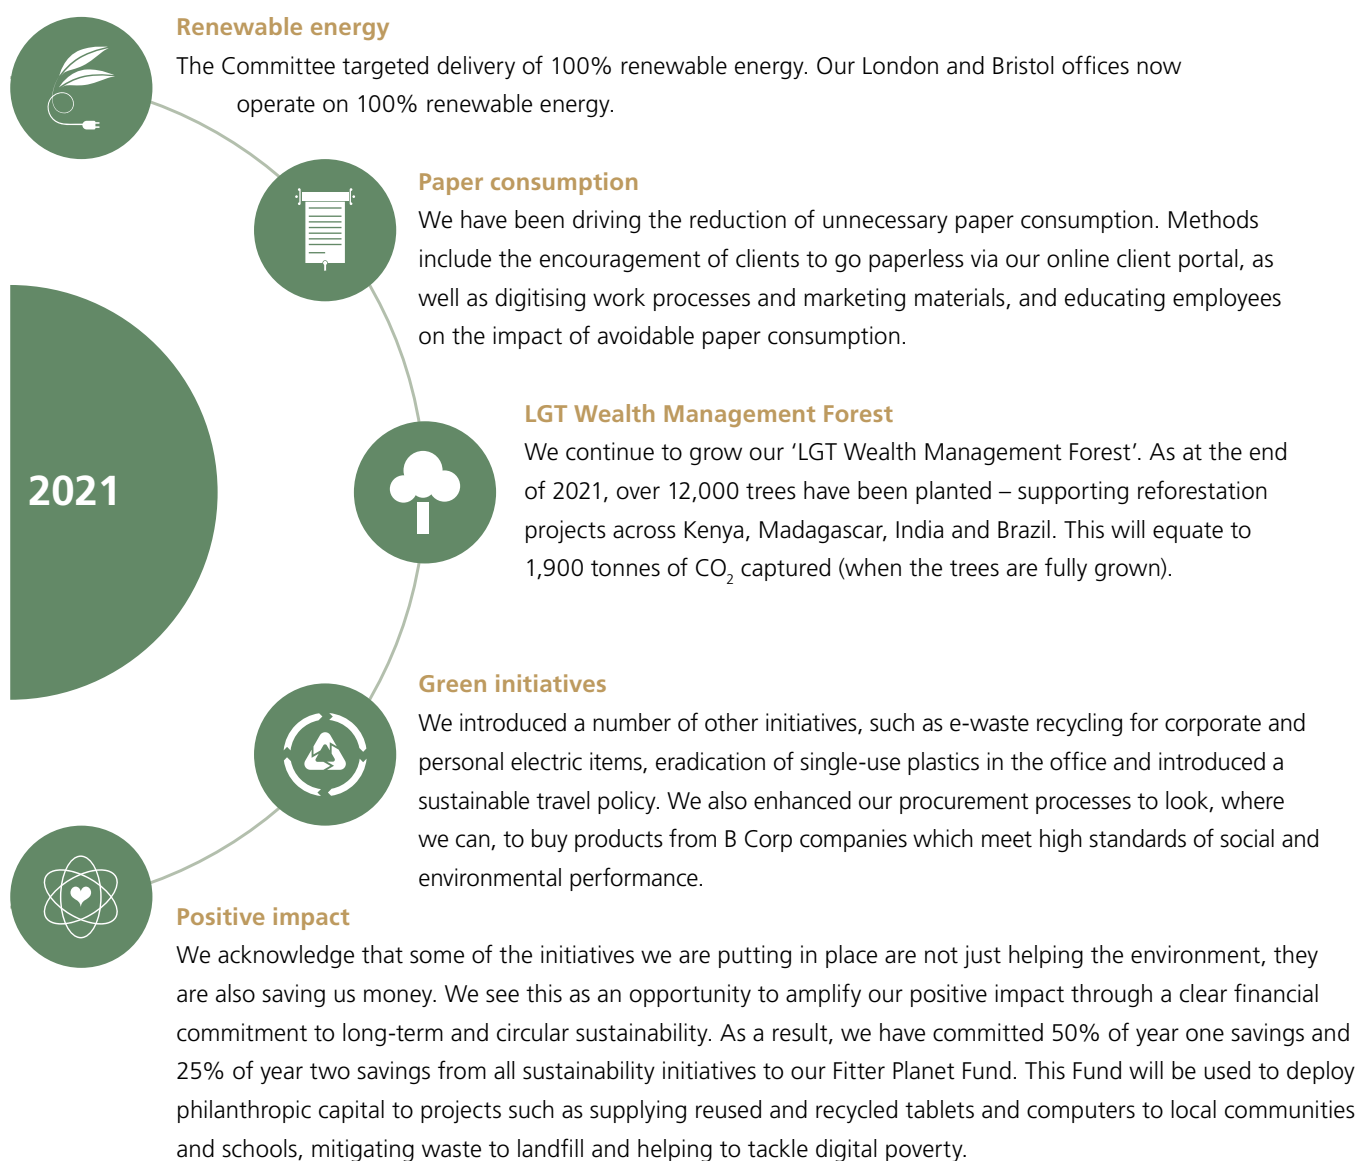 Renewable energy
The Committee targeted delivery of 100% renewable energy. Our London and Bristol offices now
operate on 100% renewable energy.
Paper consumption
We have been driving the reduction of unnecessary paper consumption. Methods
include the encouragement of clients to go paperless via our online client portal, as
well as digitising work processes and marketing materials, and educating employees
on the impact of avoidable paper consumption.
2021
LGT Wealth Management Forest
We continue to grow our ‘LGT Wealth Management Forest’. As at the end
of 2021, over 12,000 trees have been planted – supporting reforestation
projects across Kenya, Madagascar, India and Brazil. This will equate to
1,900 tonnes of CO₂ captured (when the trees are fully grown).
Green initiatives
We introduced a number of other initiatives, such as e-waste recycling for corporate and
personal electric items, eradication of single-use plastics in the office and introduced a
sustainable travel policy. We also enhanced our procurement processes to look, where
we can, to buy products from B Corp companies which meet high standards of social and
environmental performance.
Positive impact
We acknowledge that some of the initiatives we are putting in place are not just helping the environment, they
are also saving us money. We see this as an opportunity to amplify our positive impact through a clear financial
commitment to long-term and circular sustainability. As a result, we have committed 50% of year one savings and
25% of year two savings from all sustainability initiatives to our Fitter Planet Fund. This Fund will be used to deploy
philanthropic capital to projects such as supplying reused and recycled tablets and computers to local communities
and schools, mitigating waste to landfill and helping to tackle digital poverty.